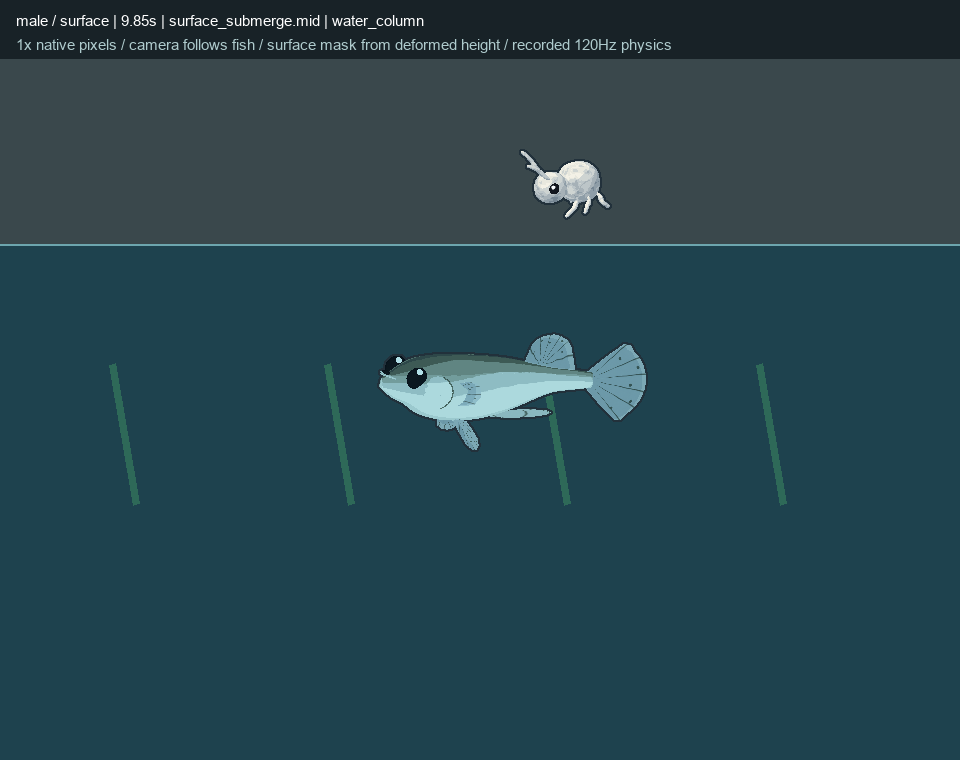 male / surface | 9.85s | surface_submerge.mid | water_column
1x native pixels / camera follows fish / surface mask from deformed height / recorded 120Hz physics